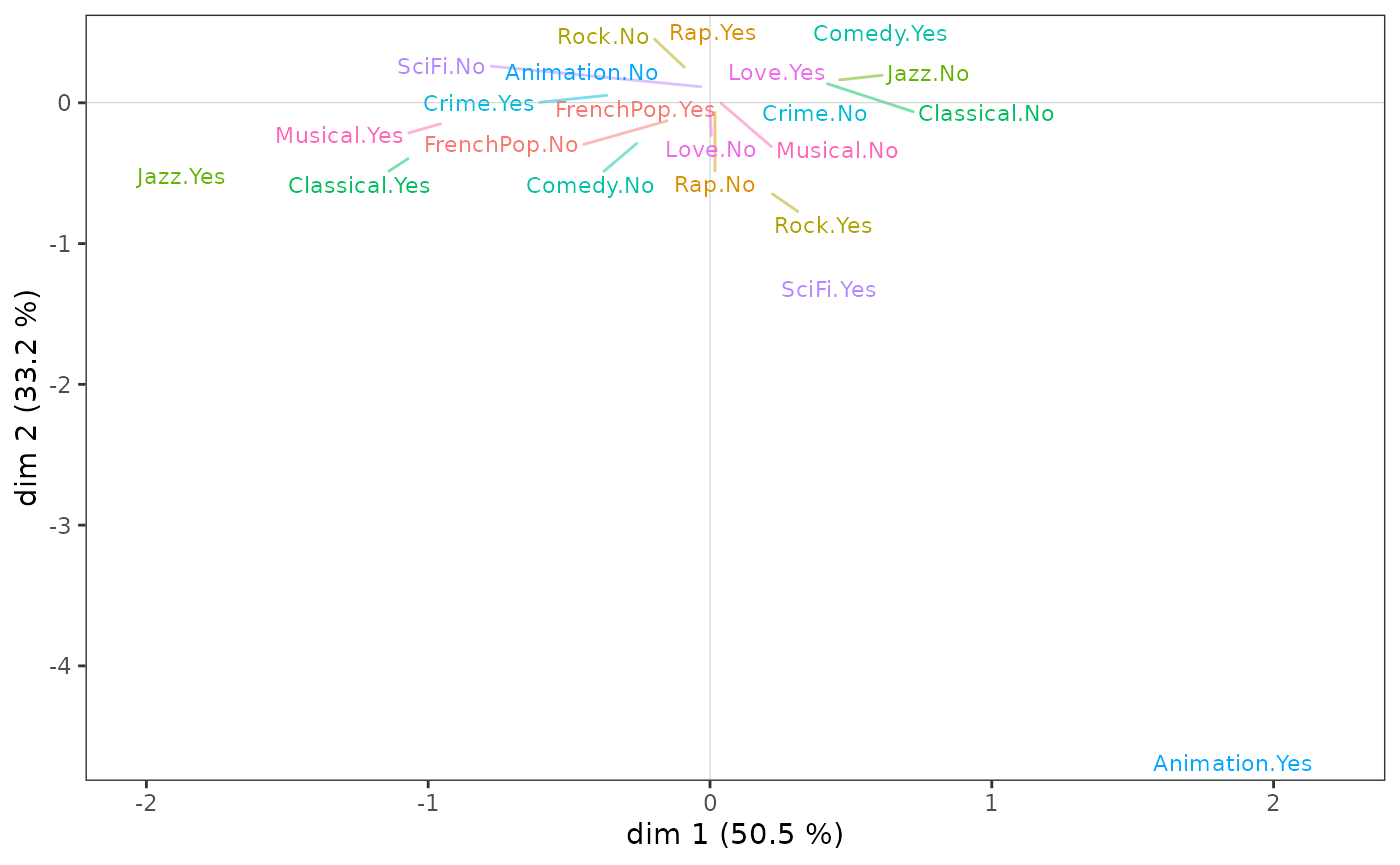 Rap.Yes
Comedy.Yes
Rock.No
SciFi.No
Animation.No
Love.Yes
Jazz.No
0
Crime.Yes
FrenchPop.Yes
Crime.No
Classical.No
Musical.Yes
FrenchPop.No
Love.No
Musical.No
Jazz.Yes
Classical.Yes
Comedy.No
Rap.No
Rock.Yes
-1
SciFi.Yes
-2
-3
-4
Animation.Yes
-2
-1
0
1
2
dim 1 (50.5 %)
dim 2 (33.2 %)